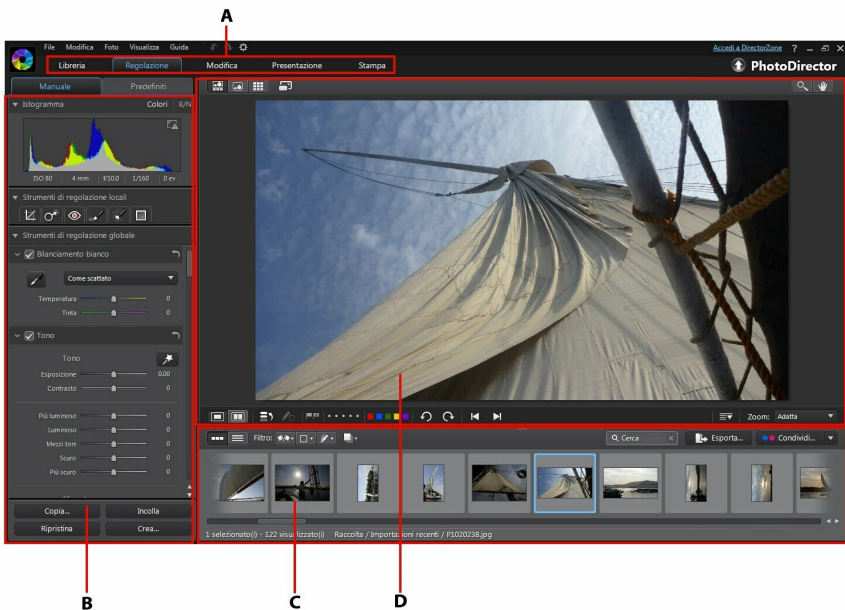 A
File Modifica Foto Visualizza Guida
Accedi a DirectorZone ?
Libreria Regolazione Modifica Presentazione Stampa
PhotoDirector
Manuale Predefiniti
Istogramma Colori B/N
ISO 80 4 mm f/10.0 1/160 0 ev
Strumenti di regolazione locali
Strumenti di regolazione globale
Bilanciamento bianco
Come scattato
Temperatura 0
Tinta 0
Tono
Tono
Esposizione 0.00
Contrasto 0
Più luminoso 0
Luminoso 0
Mezzi toni 0
Scuro 0
Più scuro 0
Copia... Incolla
Ripristina Crea...
Zoom: Adatta
Filtro:
Cerca
Esporta...
Condividi...
1 selezionato(i) - 122 visualizzato(i) Raccolta / Importazioni recenti / P1020238.jpg
B C D